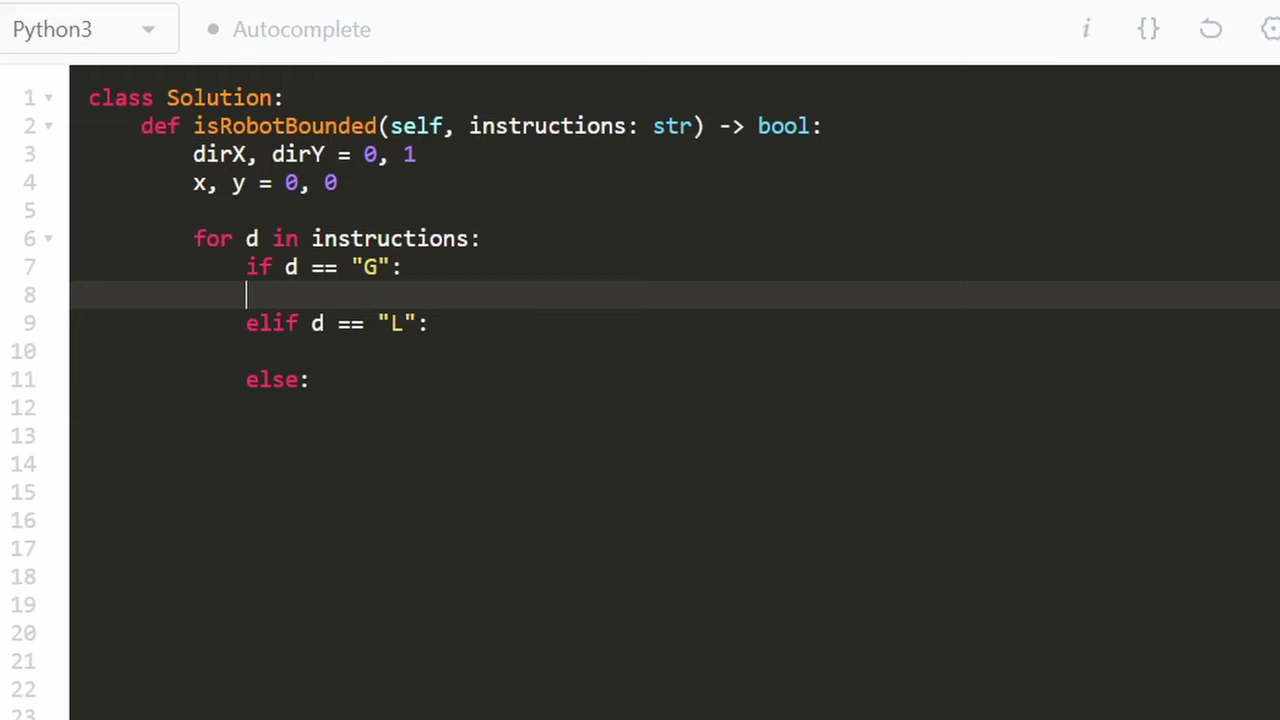 Python3
Autocomplete
i {}
1 class Solution:
2 def isRobotBounded(self, instructions: str) -> bool:
3 dirX, dirY = 0, 1
4 x, y = 0, 0
5
6 for d in instructions:
7 if d == "G":
8
9 elif d == "L":
10
11 else:
12
13
14
15
16
17
18
19
20
21
22
23